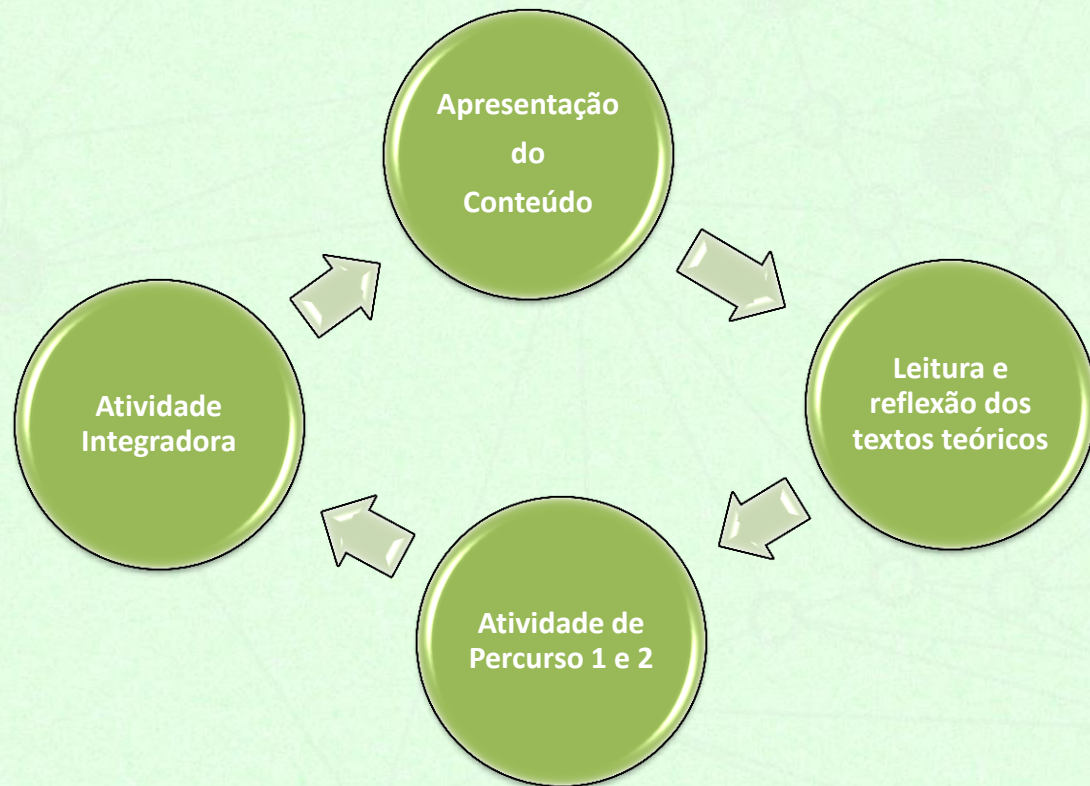 Apresentação
do
Conteúdo
Leitura e
reflexão dos
textos teóricos
Atividade de
Percurso 1 e 2
Atividade
Integradora